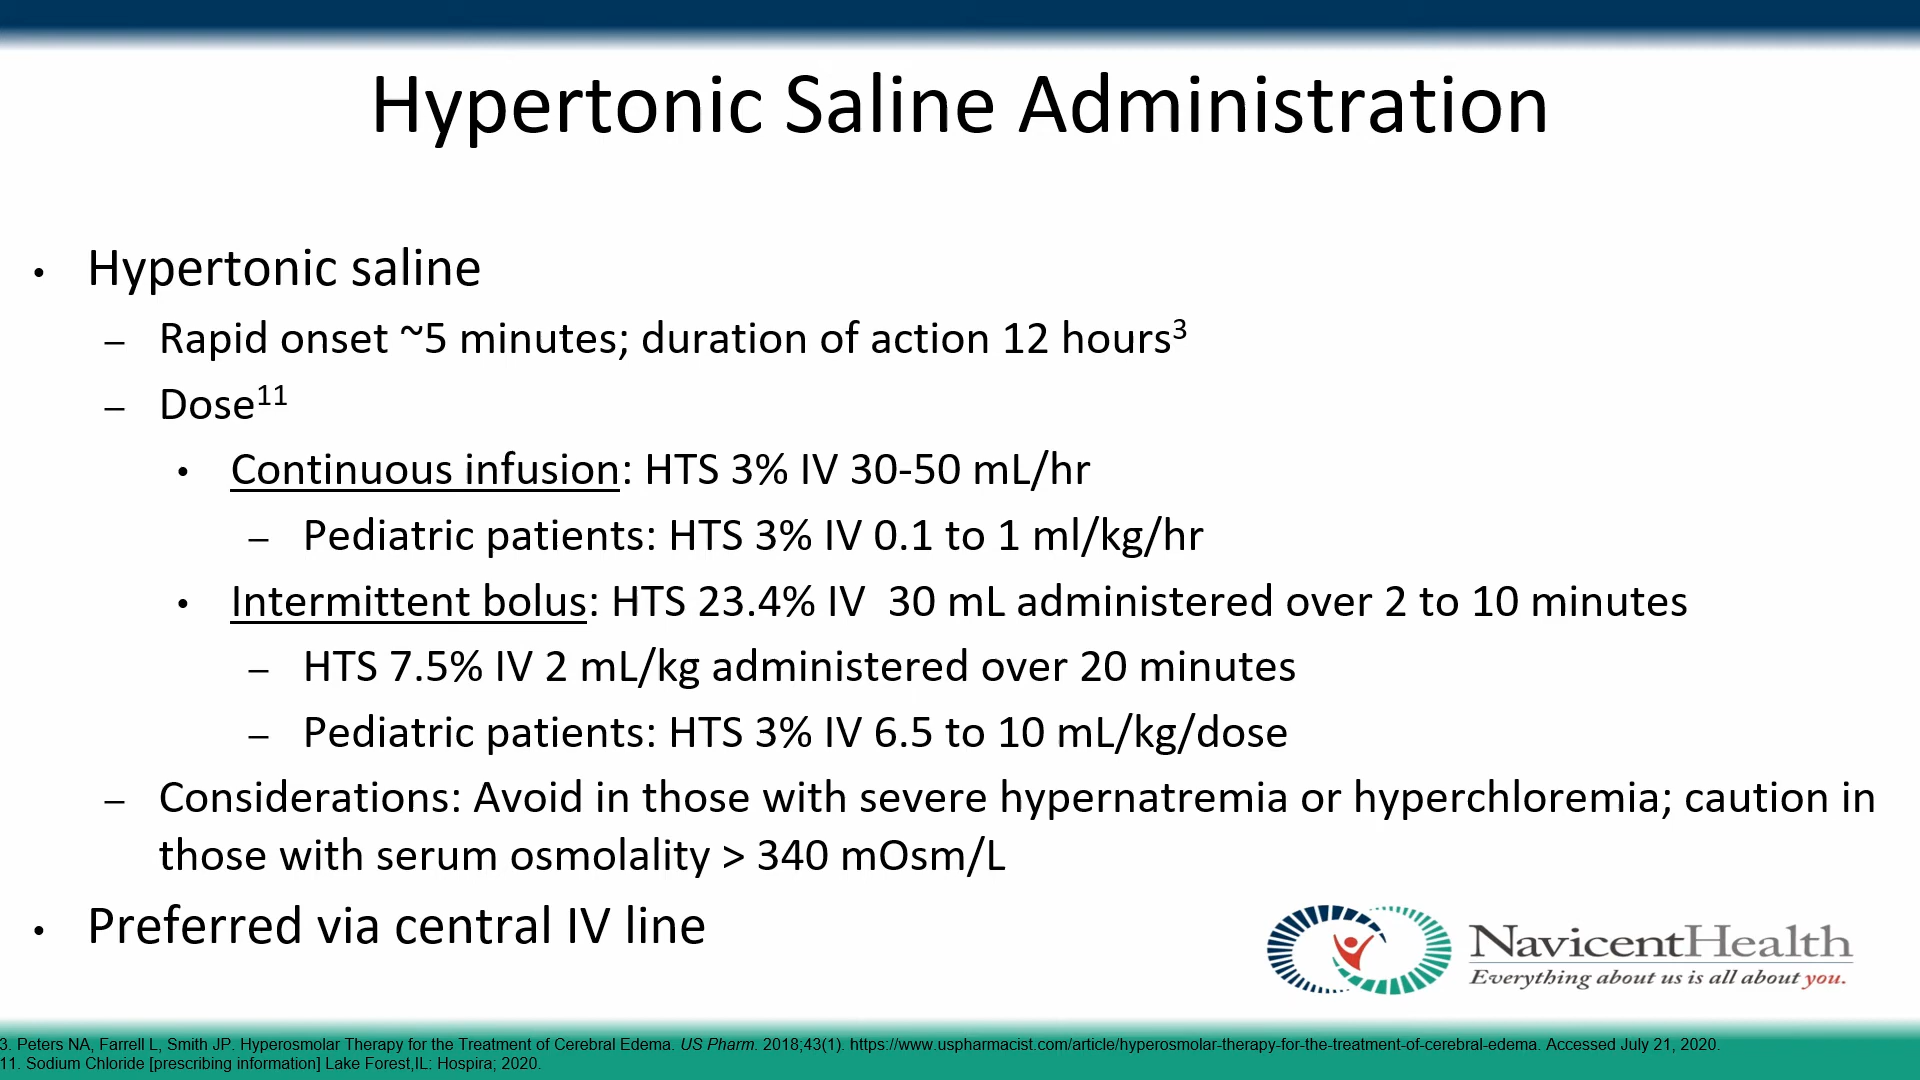 Hypertonic Saline Administration
• Hypertonic saline
– Rapid onset ~5 minutes; duration of action 12 hours³
– Dose¹¹
• Continuous infusion: HTS 3% IV 30-50 mL/hr
– Pediatric patients: HTS 3% IV 0.1 to 1 ml/kg/hr
• Intermittent bolus: HTS 23.4% IV  30 mL administered over 2 to 10 minutes
– HTS 7.5% IV 2 mL/kg administered over 20 minutes
– Pediatric patients: HTS 3% IV 6.5 to 10 mL/kg/dose
– Considerations: Avoid in those with severe hypernatremia or hyperchloremia; caution in
those with serum osmolality > 340 mOsm/L
• Preferred via central IV line
NavicentHealth
Everything about us is all about you.
3. Peters NA, Farrell L, Smith JP. Hyperosmolar Therapy for the Treatment of Cerebral Edema. US Pharm. 2018;43(1). https://www.uspharmacist.com/article/hyperosmolar-therapy-for-the-treatment-of-cerebral-edema. Accessed July 21, 2020.
11. Sodium Chloride [prescribing information] Lake Forest,IL: Hospira; 2020.